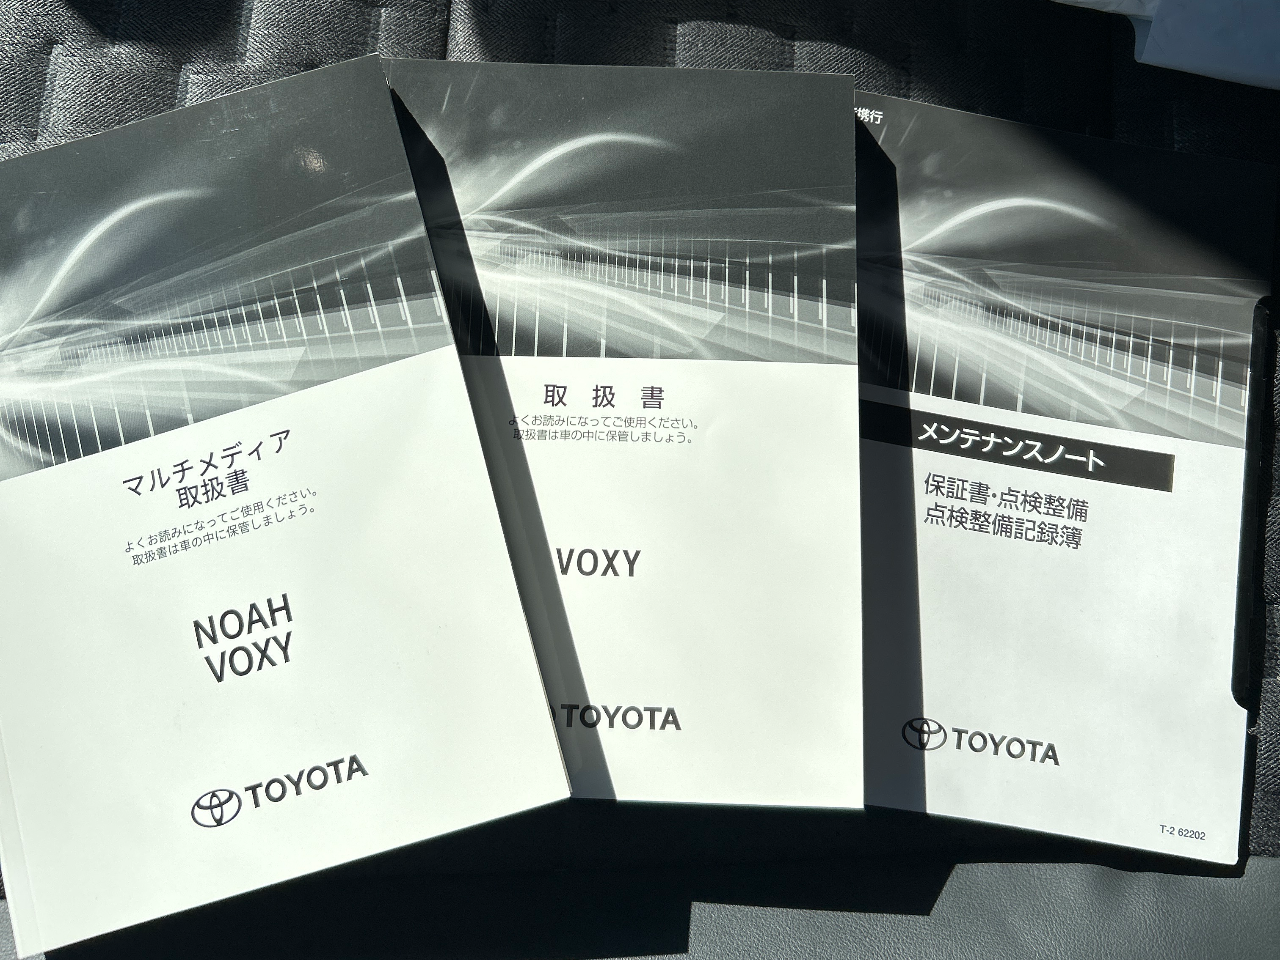 マルチメディア
取扱書
よくお読みになってご使用ください。
取扱書は車の中に保管しましょう。
NOAH
VOXY
TOYOTA
取扱書
よくお読みになってご使用ください。
取扱書は車の中に保管しましょう。
VOXY
TOYOTA
携行
メンテナンスノート
保証書・点検整備
点検整備記録簿
TOYOTA
T-2 62202